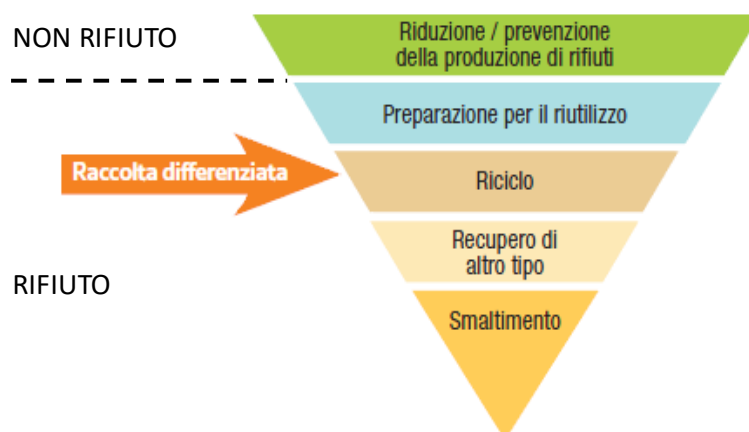 NON RIFIUTO
Riduzione / prevenzione
della produzione di rifiuti
Preparazione per il riutilizzo
Raccolta differenziata
Riciclo
Recupero di
altro tipo
RIFIUTO
Smaltimento